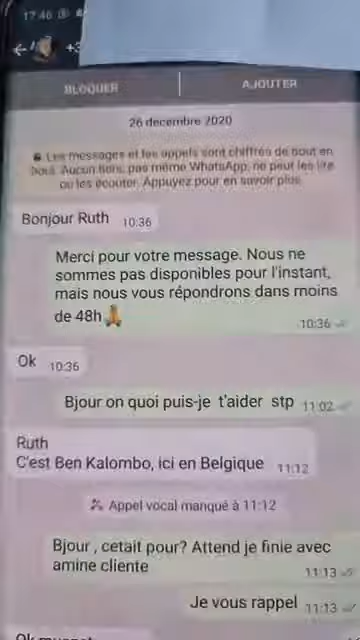 17:46
+3
BLOQUER
AJOUTER
26 decembre 2020
Les messages et les appels sont chiffrés de bout en
bout. Aucun tiers, pas même WhatsApp, ne peut les lire
ou les écouter. Appuyez pour en savoir plus.
Bonjour Ruth 10:36
Merci pour votre message. Nous ne
sommes pas disponibles pour l'instant,
mais nous vous répondrons dans moins
de 48h🙏
10:36
Ok 10:36
Bjour on quoi puis-je t'aider stp 11:02
Ruth
C'est Ben Kalombo, ici en Belgique 11:12
Appel vocal manqué à 11:12
Bjour , cetait pour? Attend je finie avec
amine cliente
11:13
Je vous rappel 11:13